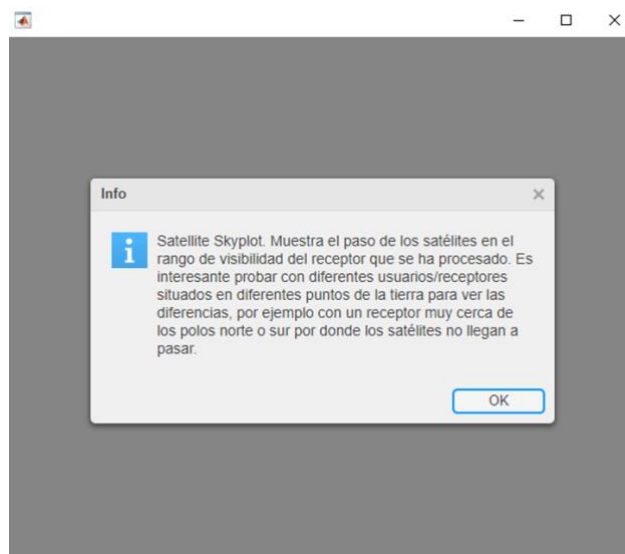 Info
Satellite Skyplot. Muestra el paso de los satélites en el
rango de visibilidad del receptor que se ha procesado. Es
interesante probar con diferentes usuarios/receptores
situados en diferentes puntos de la tierra para ver las
diferencias, por ejemplo con un receptor muy cerca de
los polos norte o sur por donde los satélites no llegan a
pasar.
OK